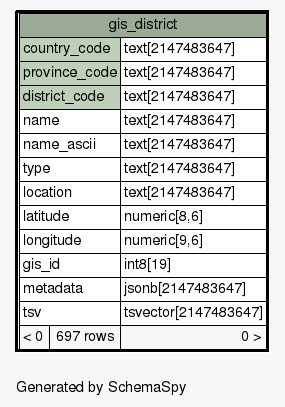 gis_district
country_code text[2147483647]
province_code text[2147483647]
district_code text[2147483647]
name text[2147483647]
name_ascii text[2147483647]
type text[2147483647]
location text[2147483647]
latitude numeric[8,6]
longitude numeric[9,6]
gis_id int8[19]
metadata jsonb[2147483647]
tsv tsvector[2147483647]
< 0 697 rows 0 >
Generated by SchemaSpy